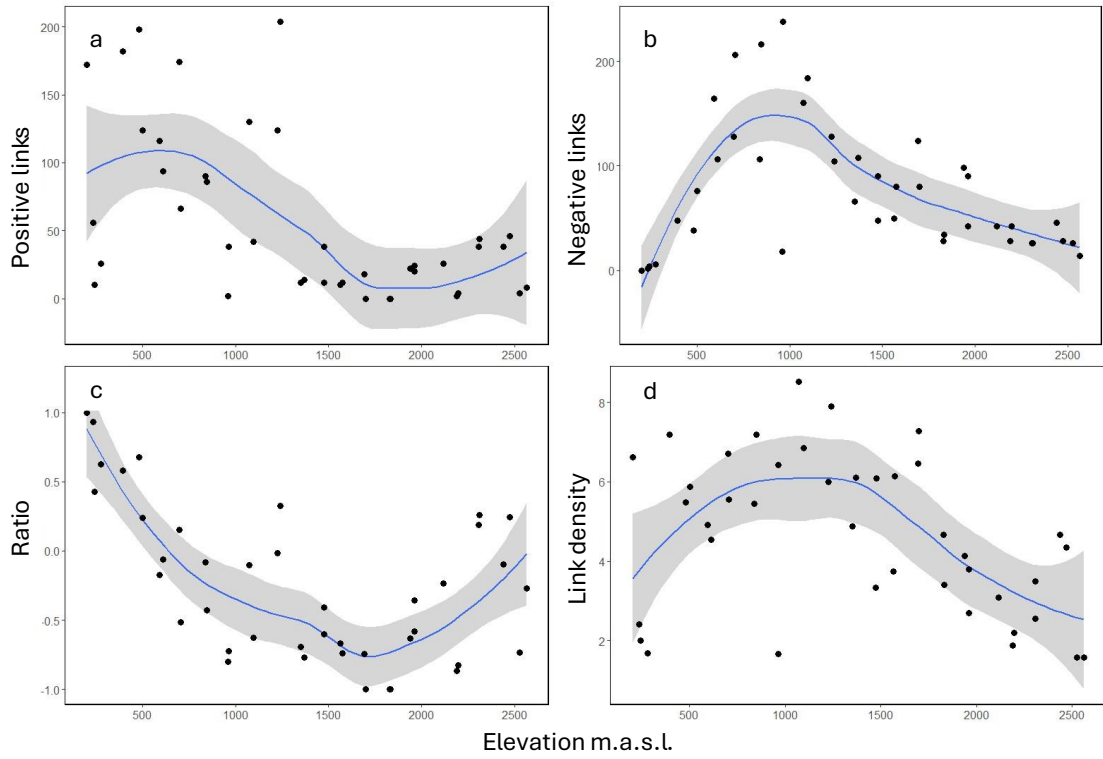 a
Positive links
200
150
100
50
0
500 1000 1500 2000 2500
b
Negative links
200
100
0
500 1000 1500 2000 2500
c
Ratio
1.0
0.5
0.0
-0.5
-1.0
500 1000 1500 2000 2500
d
Link density
8
6
4
2
500 1000 1500 2000 2500
Elevation m.a.s.l.